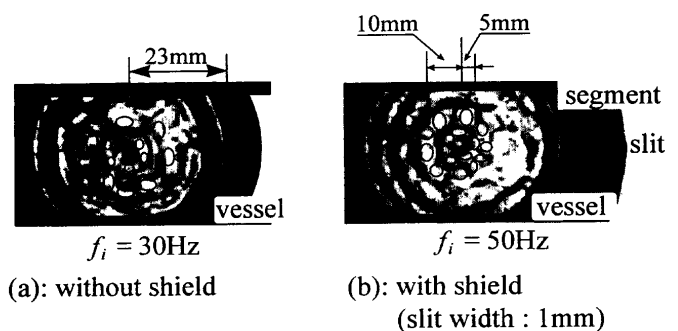 10mm
5mm
23mm
segment
slit
vessel
vessel
f_i = 30Hz
f_i = 50Hz
(a): without shield
(b): with shield
(slit width : 1mm)